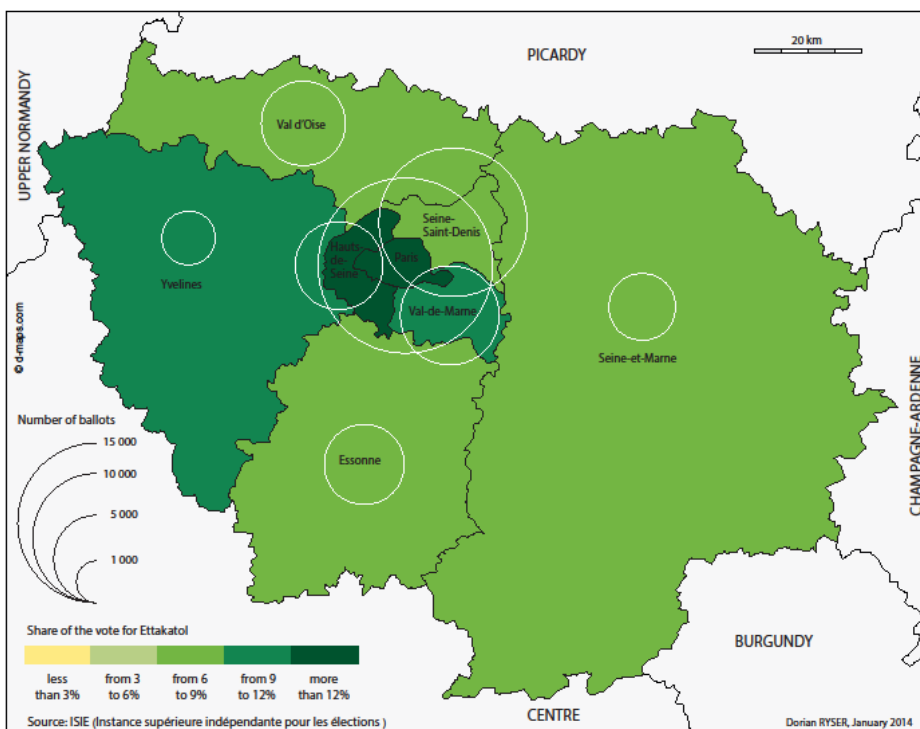 PICARDY
20 km
UPPER NORMANDY
Val d'Oise
Seine-
Saint-Denis
Hauts-
de-
Seine
Paris
Yvelines
Val-de-Marne
Seine-et-Marne
© d-maps.com
CHAMPAGNE-ARDENNE
Essonne
Number of ballots
15 000
10 000
5 000
1 000
BURGUNDY
Share of the vote for Ettakatol
less
than 3%
from 3
to 6%
from 6
to 9%
from 9
to 12%
more
than 12%
CENTRE
Source: ISIE (Instance supérieure indépendante pour les élections )
Dorian RYSER, January 2014